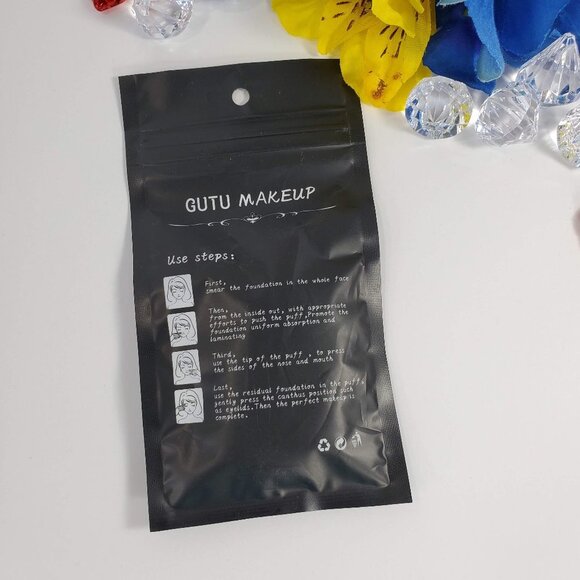 GUTU MAKEUP
Use steps:
First,
smear the foundation in the whole face
Then,
from the inside out, with appropriate
efforts to push the puff,Promote the
foundation uniform absorption and
laminating
Third,
use the tip of the puff , to press
the sides of the nose and mouth
Last,
use the residual foundation in the puff,
gently press the canthus position such
as eyelids.Then the perfect makeup is
complete.